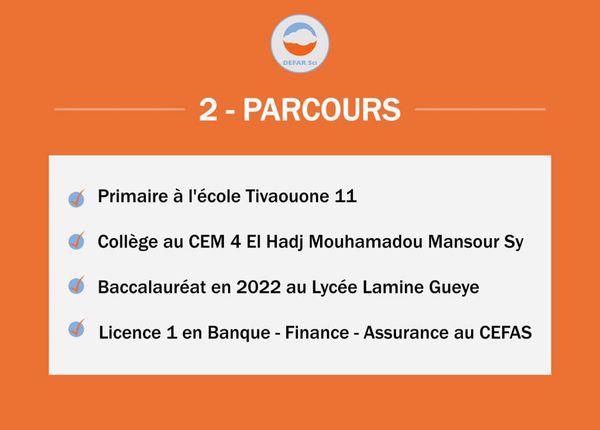 DEFAR Sci
2 - PARCOURS
Primaire à l'école Tivaouone 11
Collège au CEM 4 El Hadj Mouhamadou Mansour Sy
Baccalauréat en 2022 au Lycée Lamine Gueye
Licence 1 en Banque - Finance - Assurance au CEFAS